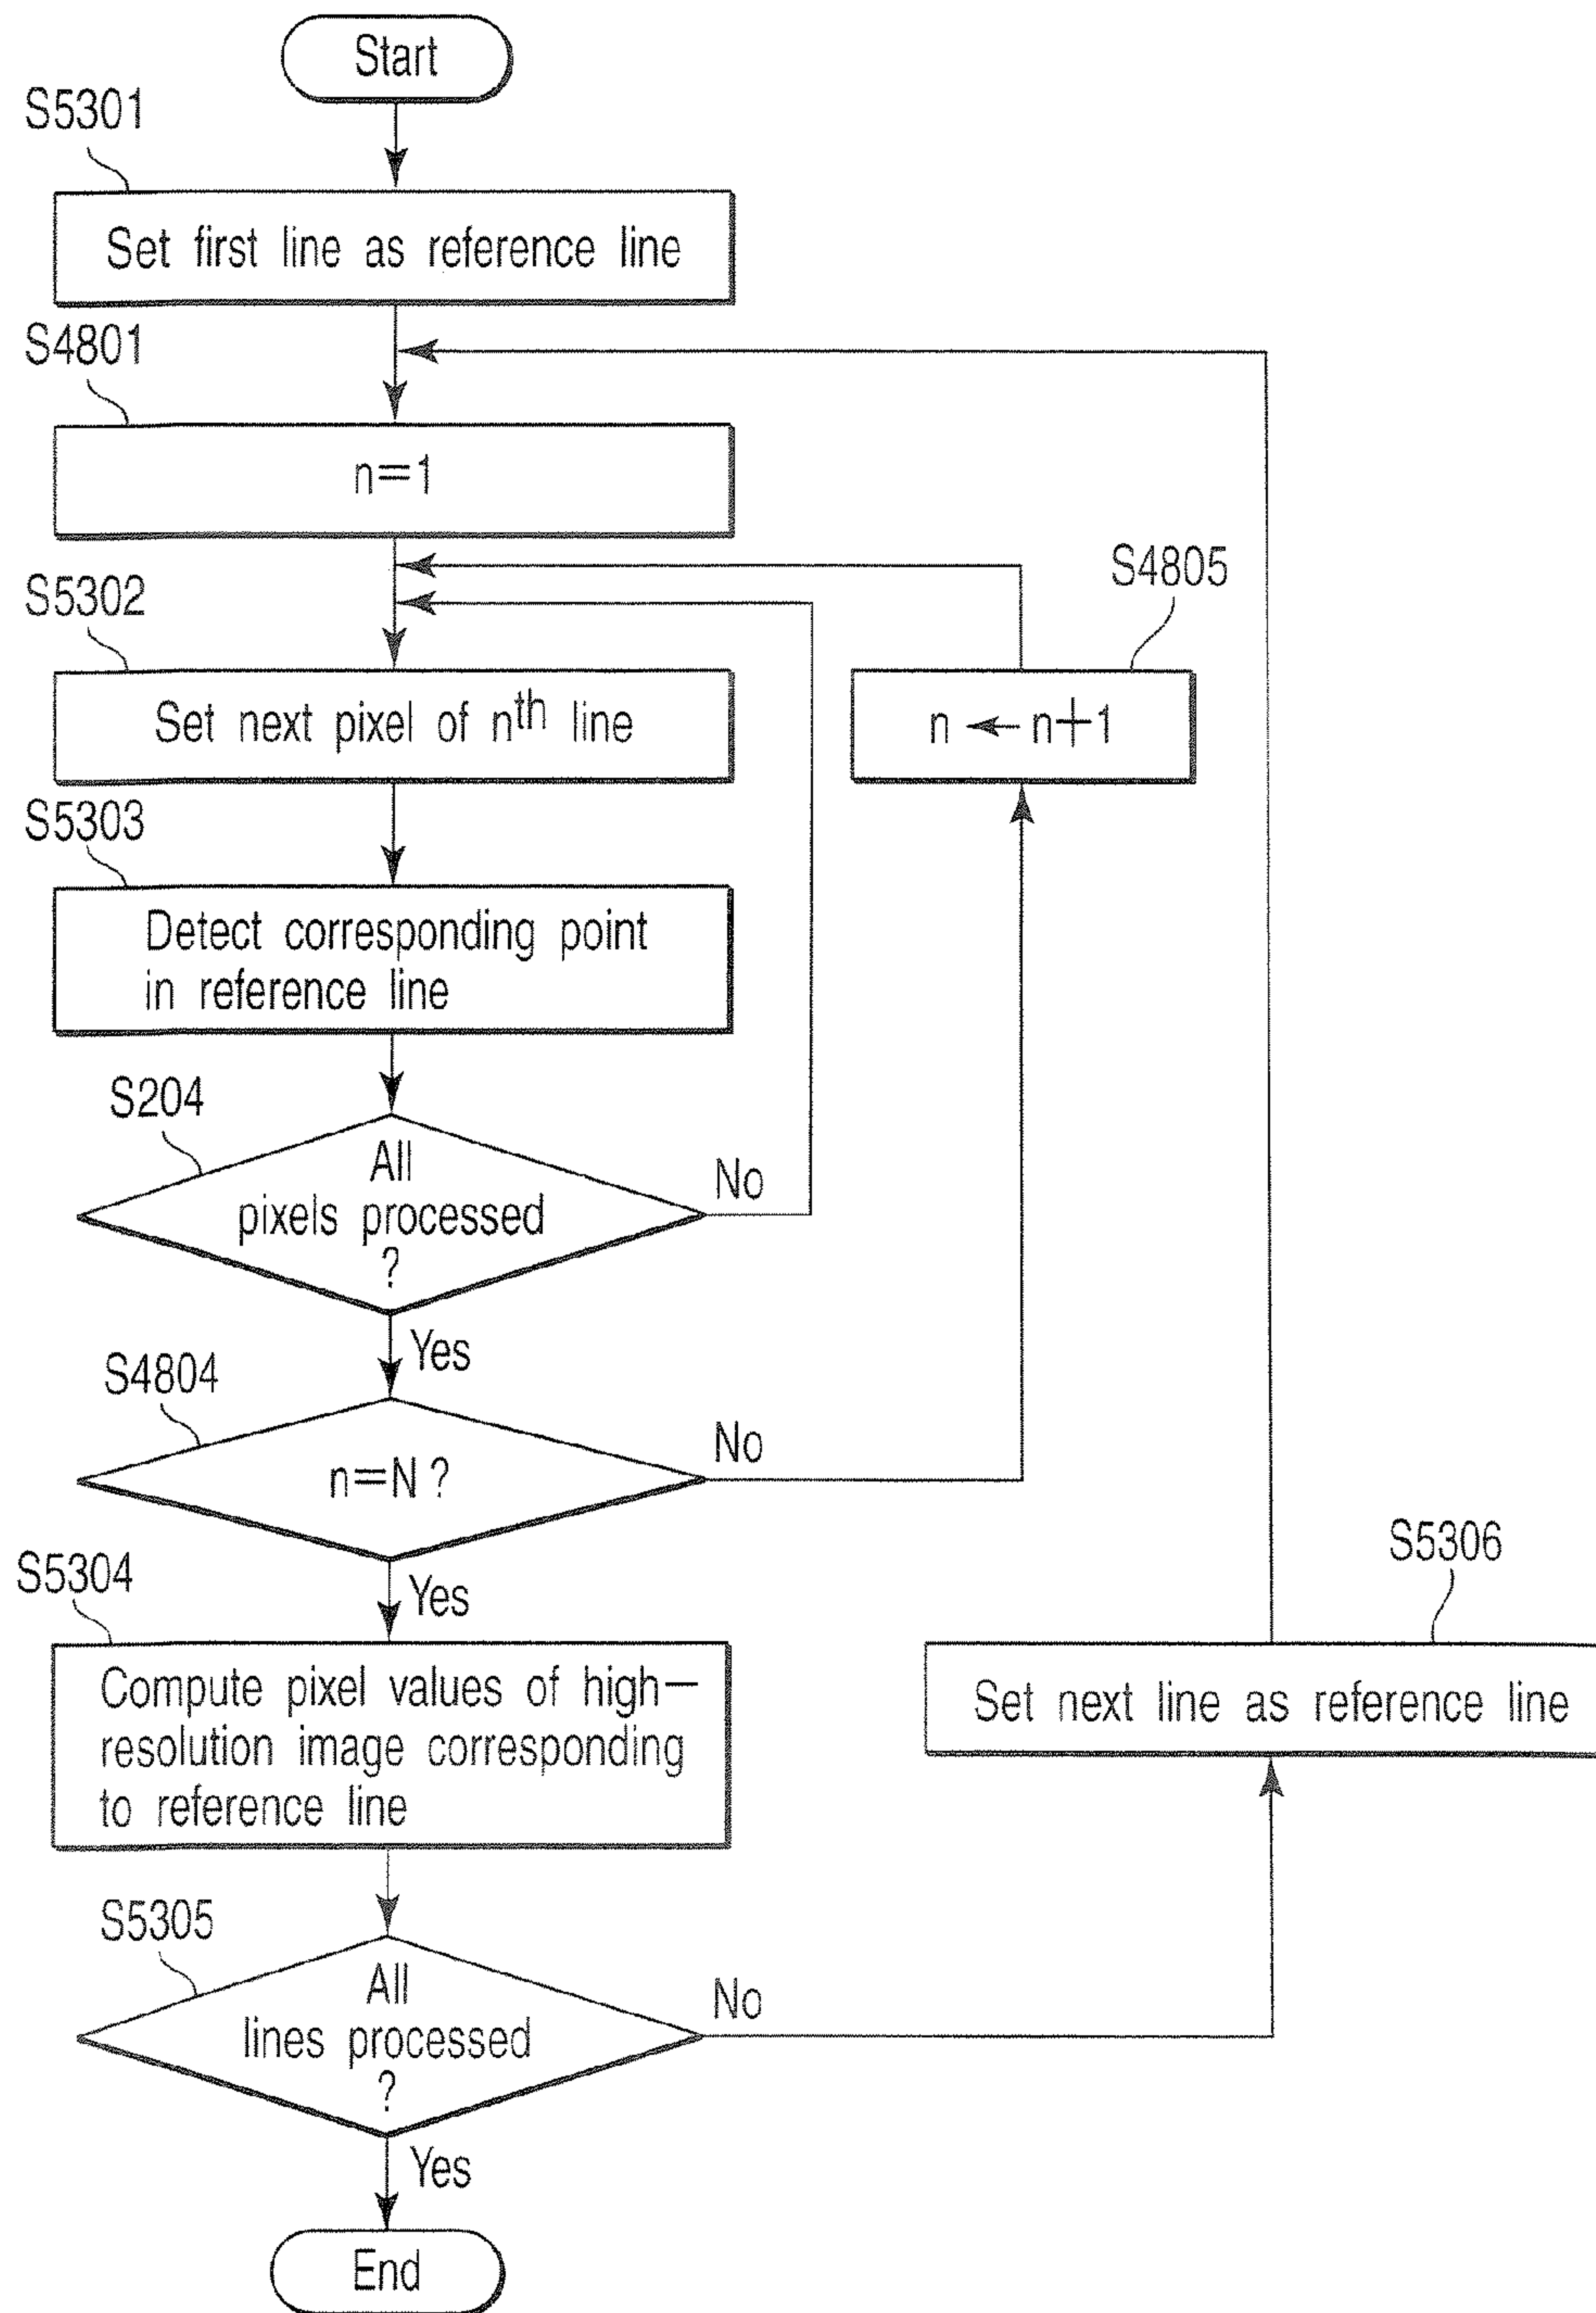 Start
S5301
Set first line as reference line
S4801
n=1
S5302
Set next pixel of nth line
S4805
n ← n+1
S5303
Detect corresponding point
in reference line
S204
All
pixels processed
?
No
Yes
S4804
n=N ?
No
Yes
S5304
Compute pixel values of high-
resolution image corresponding
to reference line
S5306
Set next line as reference line
S5305
All
lines processed
?
No
Yes
End